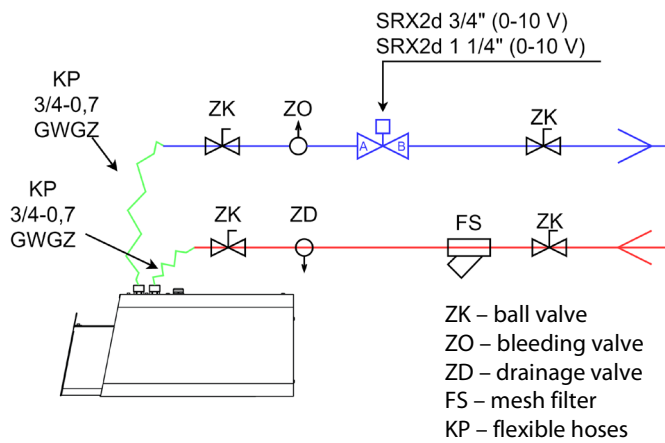 SRX2d 3/4" (0-10 V)
SRX2d 1 1/4" (0-10 V)
KP
3/4-0,7
GWGZ
ZK
ZO
A
B
ZK
KP
3/4-0,7
GWGZ
ZK
ZD
FS
ZK
ZK – ball valve
ZO – bleeding valve
ZD – drainage valve
FS – mesh filter
KP – flexible hoses